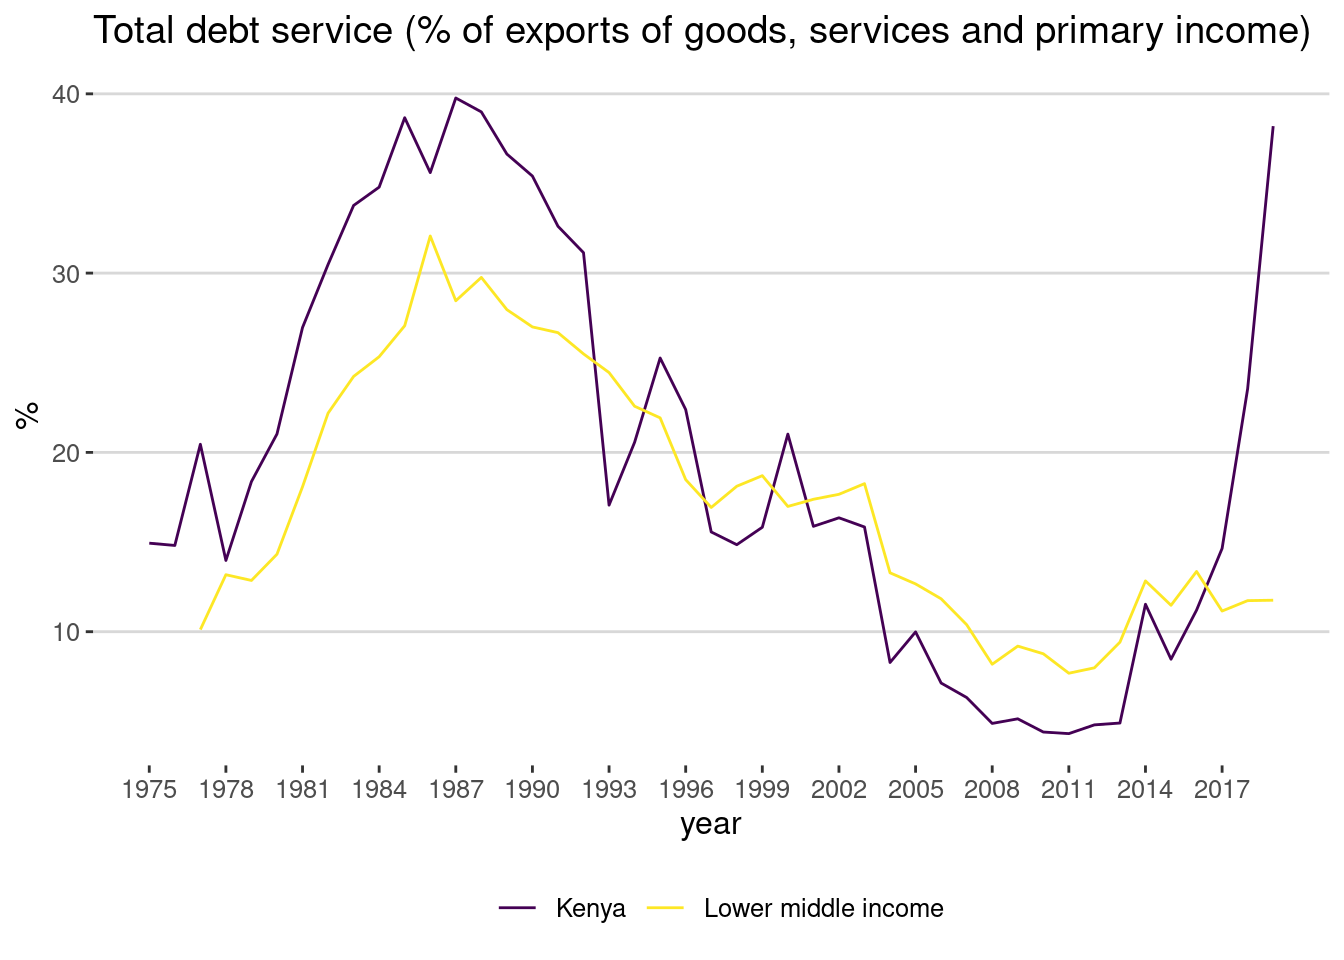 Total debt service (% of exports of goods, services and primary income)
40
30
20
10
%
1975 1978 1981 1984 1987 1990 1993 1996 1999 2002 2005 2008 2011 2014 2017
year
Kenya Lower middle income